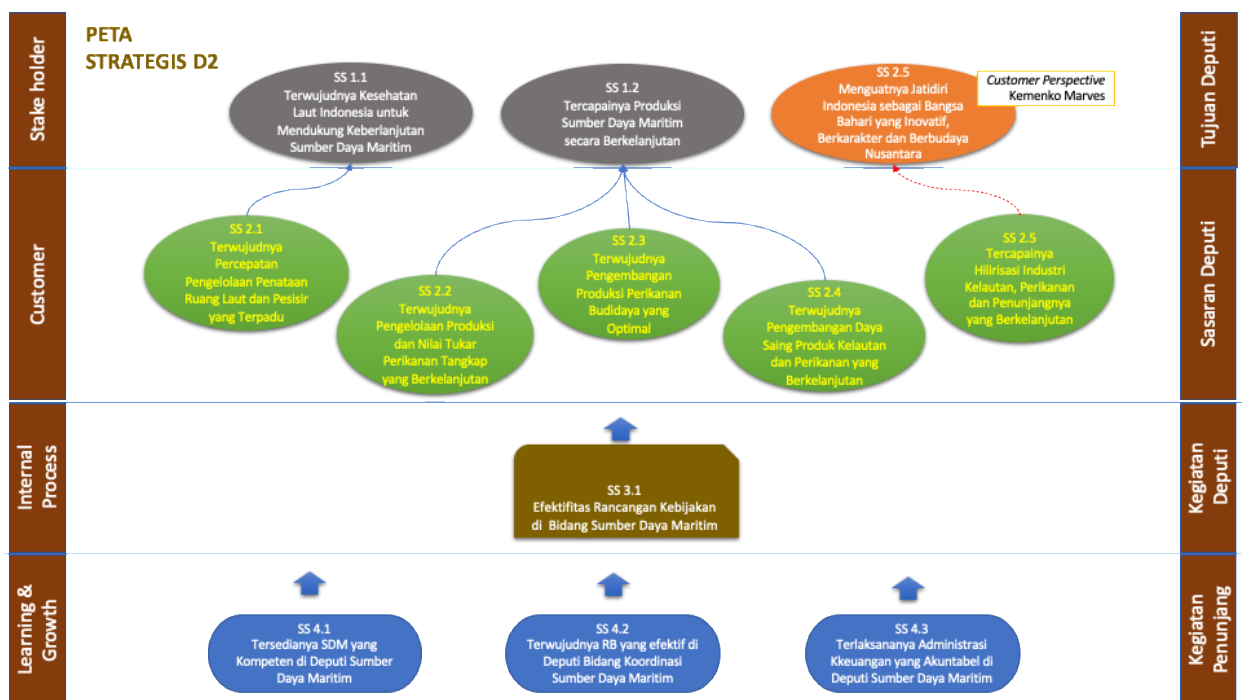 PETA
STRATEGIS D2
Stake holder
SS 1.1
Terwujudnya Kesehatan
Laut Indonesia untuk
Mendukung Keberlanjutan
Sumber Daya Maritim
SS 1.2
Tercapainya Produksi
Sumber Daya Maritim
secara Berkelanjutan
SS 2.5
Menguatnya Jatidiri
Indonesia sebagai Bangsa
Bahari yang Inovatif,
Berkarakter dan Berbudaya
Nusantara
Customer Perspective
Kemenko Marves
Tujuan Deputi
Customer
SS 2.1
Terwujudnya
Percepatan
Pengelolaan Penataan
Ruang Laut dan Pesisir
yang Terpadu
SS 2.2
Terwujudnya
Pengelolaan Produksi
dan Nilai Tukar
Perikanan Tangkap
yang Berkelanjutan
SS 2.3
Terwujudnya
Pengembangan
Produksi Perikanan
Budidaya yang
Optimal
SS 2.4
Terwujudnya
Pengembangan Daya
Saing Produk Kelautan
dan Perikanan yang
Berkelanjutan
SS 2.5
Tercapainya
Hilirisasi Industri
Kelautan, Perikanan
dan Penunjangnya
yang Berkelanjutan
Sasaran Deputi
Internal
Process
SS 3.1
Efektifitas Rancangan Kebijakan
di Bidang Sumber Daya Maritim
Kegiatan
Deputi
Learning &
Growth
SS 4.1
Tersedianya SDM yang
Kompeten di Deputi Sumber
Daya Maritim
SS 4.2
Terwujudnya RB yang efektif di
Deputi Bidang Koordinasi
Sumber Daya Maritim
SS 4.3
Terlaksananya Administrasi
Kkeuangan yang Akuntabel di
Deputi Sumber Daya Maritim
Kegiatan
Penunjang